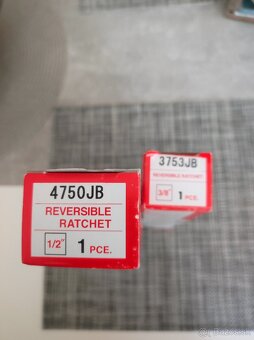 4750JB
REVERSIBLE
RATCHET
1/2" 1 PCE.
3753JB
REVERSIBLE RATCHET
3/8" 1 PCE.